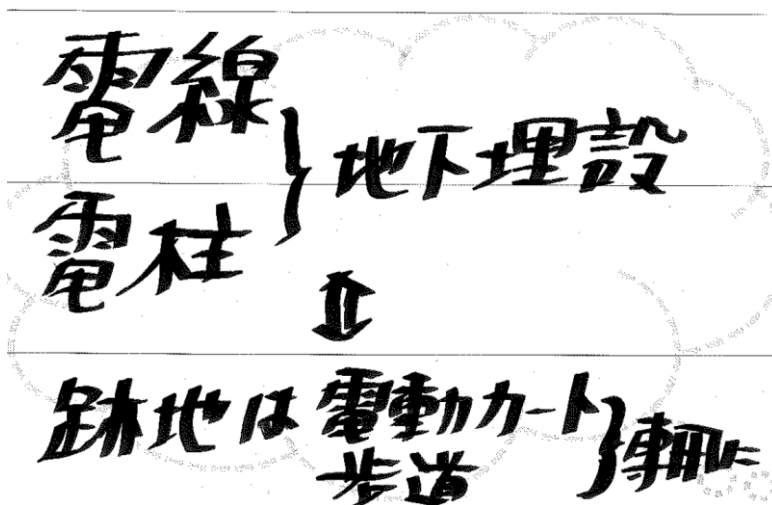 電線
電柱
} 地下埋設
⇕
跡地は 電動カート
歩道
} 専用に